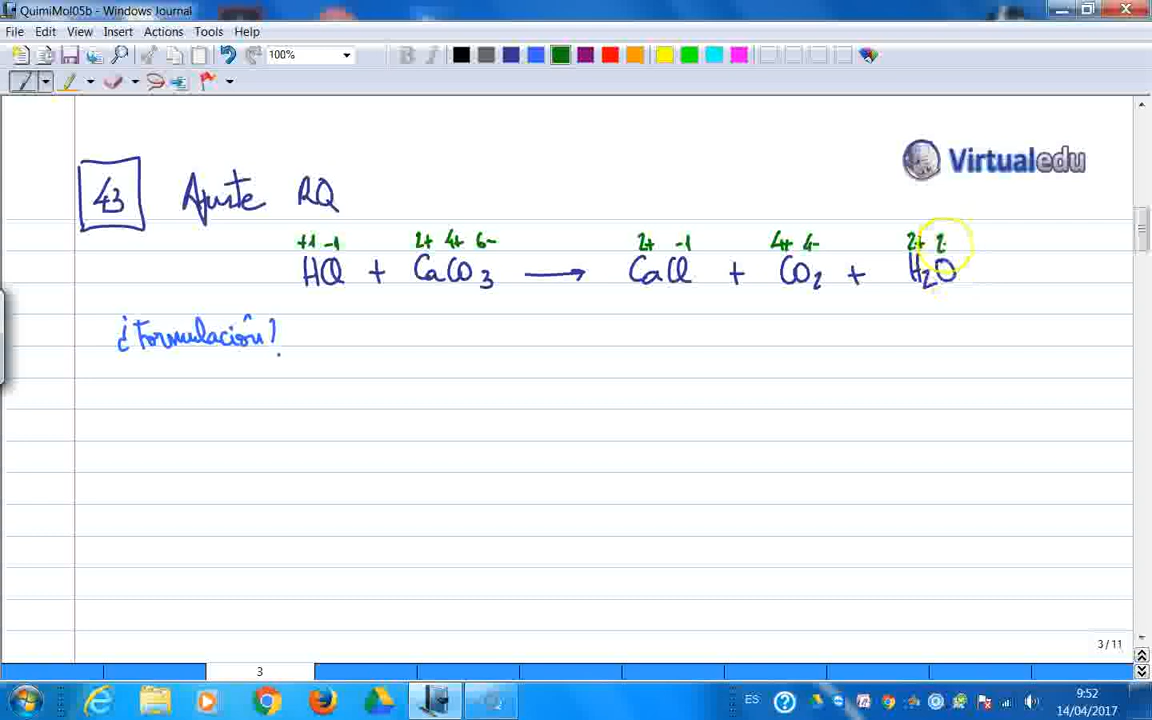 QuimiMol05b - Windows Journal
File Edit View Insert Actions Tools Help
100%
Virtualedu
43 Ajuste RQ
+1 -1 2+ 4+ 6- 2+ -1 4+ 4- 2+ 2-
HCl + CaCO3 → CaCl + CO2 + H2O
¿Formulación?
3/11
3
ES
9:52
14/04/2017